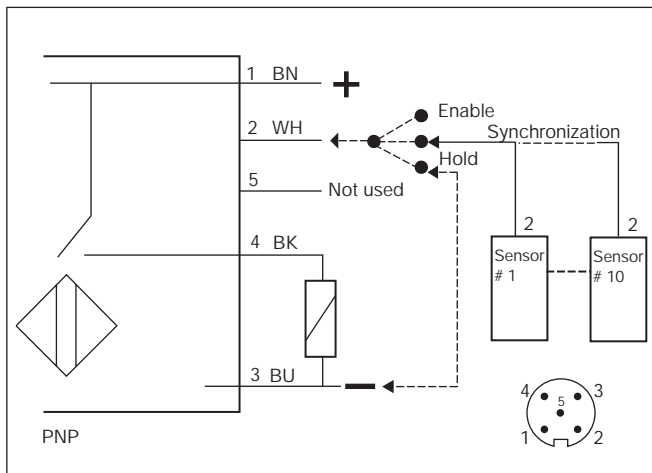 1 BN +
Enable
2 WH
Synchronization
Hold
5
Not used
2
2
4 BK
Sensor
# 1
Sensor
# 10
3 BU −
4
5
3
1
2
PNP